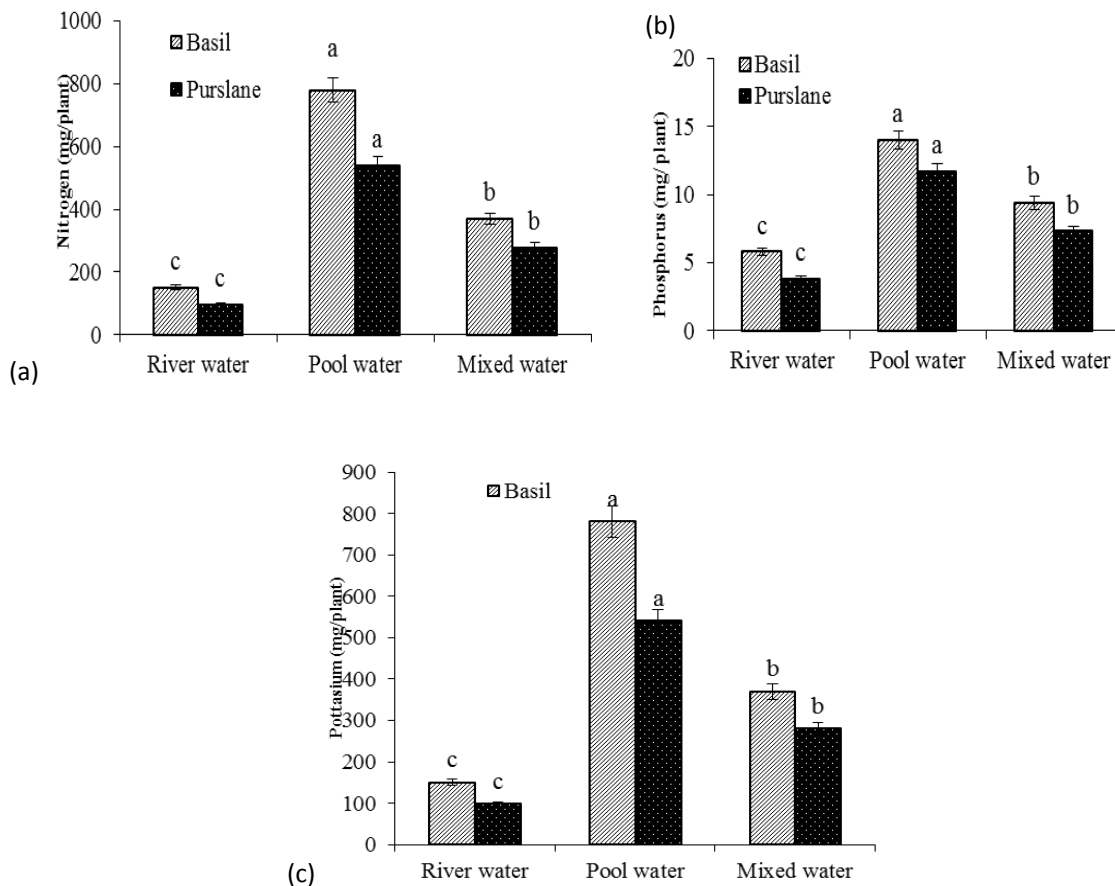 1000
800
600
400
200
0
Nitrogen (mg/plant)
Basil
Purslane
c c a a b b
River water Pool water Mixed water
(a)
(b)
20
15
10
5
0
Phosphorus (mg/ plant)
Basil
Purslane
c c a a b b
River water Pool water Mixed water
900
800
700
600
500
400
300
200
100
0
Pottasium (mg/plant)
Basil
c c a a b b
River water Pool water Mixed water
(c)